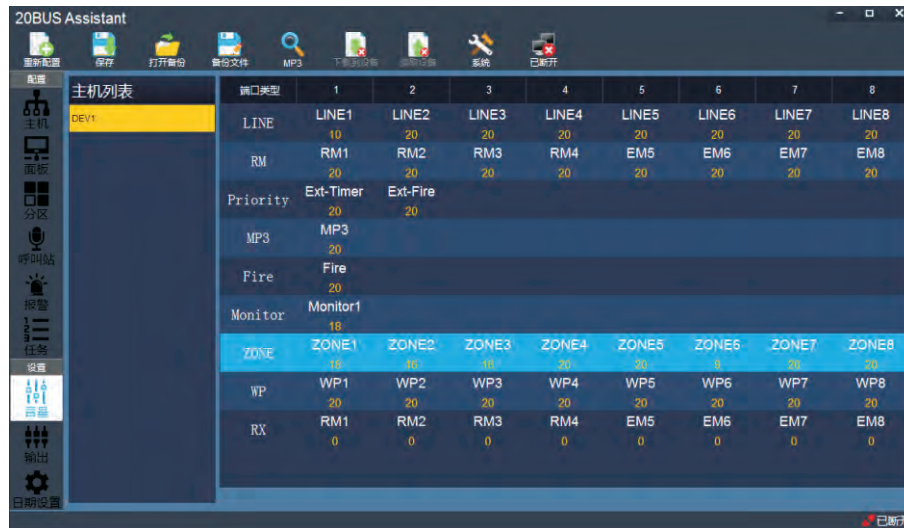 20BUS Assistant
重新配置 保存 打开备份 备份文件 MP3 下载到设备 系统 已断开
配置
主机
面板
分区
呼叫站
报警
任务
设置
音量
输出
日期设置
主机列表
DEV1
端口类型 1 2 3 4 5 6 7 8
LINE LINE1 LINE2 LINE3 LINE4 LINE5 LINE6 LINE7 LINE8
10 20 20 20 20 20 20 20
RM RM1 RM2 RM3 RM4 EM5 EM6 EM7 EM8
20 20 20 20 20 20 20 20
Priority Ext-Timer Ext-Fire
20 20
MP3 MP3
20
Fire Fire
20
Monitor Monitor1
18
ZONE ZONE1 ZONE2 ZONE3 ZONE4 ZONE5 ZONE6 ZONE7 ZONE8
16 16 20 20 20 20
WP WP1 WP2 WP3 WP4 WP5 WP6 WP7 WP8
20 20 20 20 20 20 20 20
RX RM1 RM2 RM3 RM4 EM5 EM6 EM7 EM8
0 0 0 0 0 0 0 0